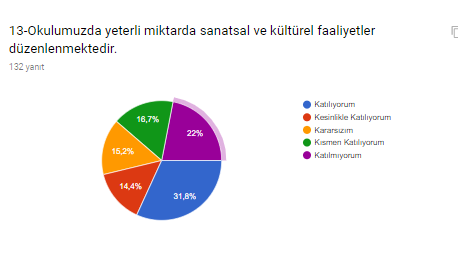 13-Okulumuzda yeterli miktarda sanatsal ve kültürel faaliyetler
düzenlenmektedir.
132 yanıt
16,7%
22%
15,2%
14,4%
31,8%
Katılıyorum
Kesinlikle Katılıyorum
Kararsızım
Kısmen Katılıyorum
Katılmıyorum